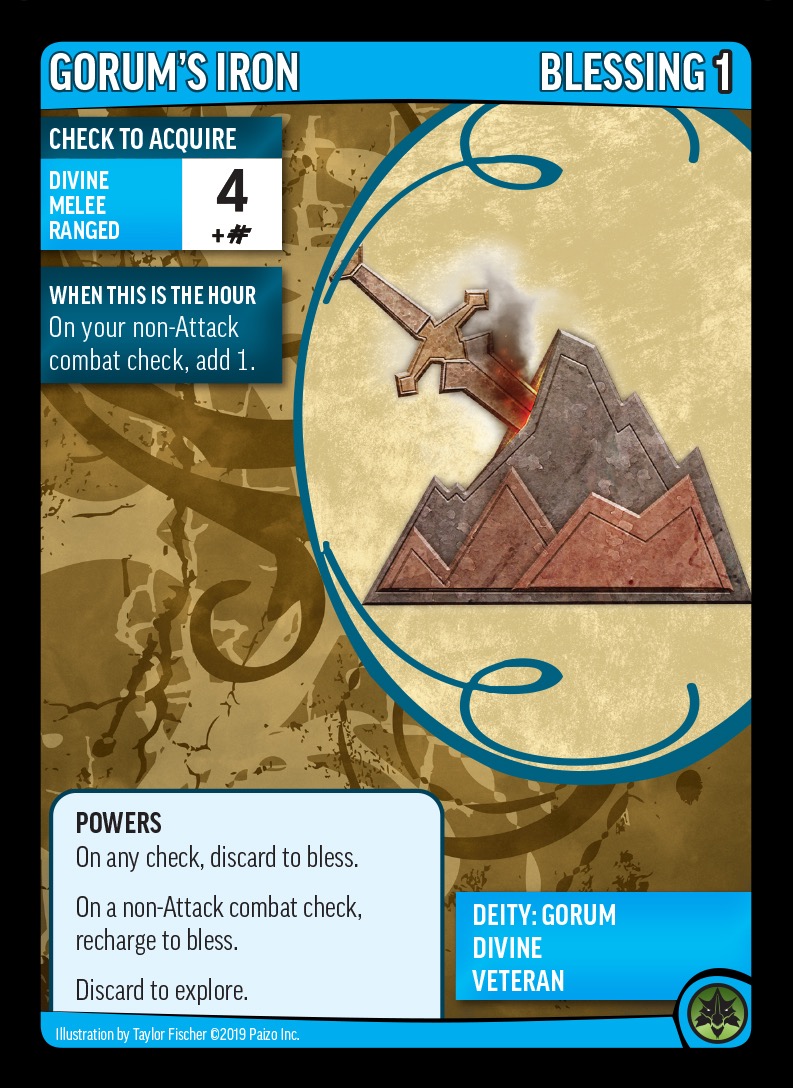 GORUM'S IRON
BLESSING 1
CHECK TO ACQUIRE
DIVINE
MELEE
RANGED
4
+#
WHEN THIS IS THE HOUR
On your non-Attack
combat check, add 1.
POWERS
On any check, discard to bless.
On a non-Attack combat check,
recharge to bless.
Discard to explore.
DEITY: GORUM
DIVINE
VETERAN
Illustration by Taylor Fischer ©2019 Paizo Inc.